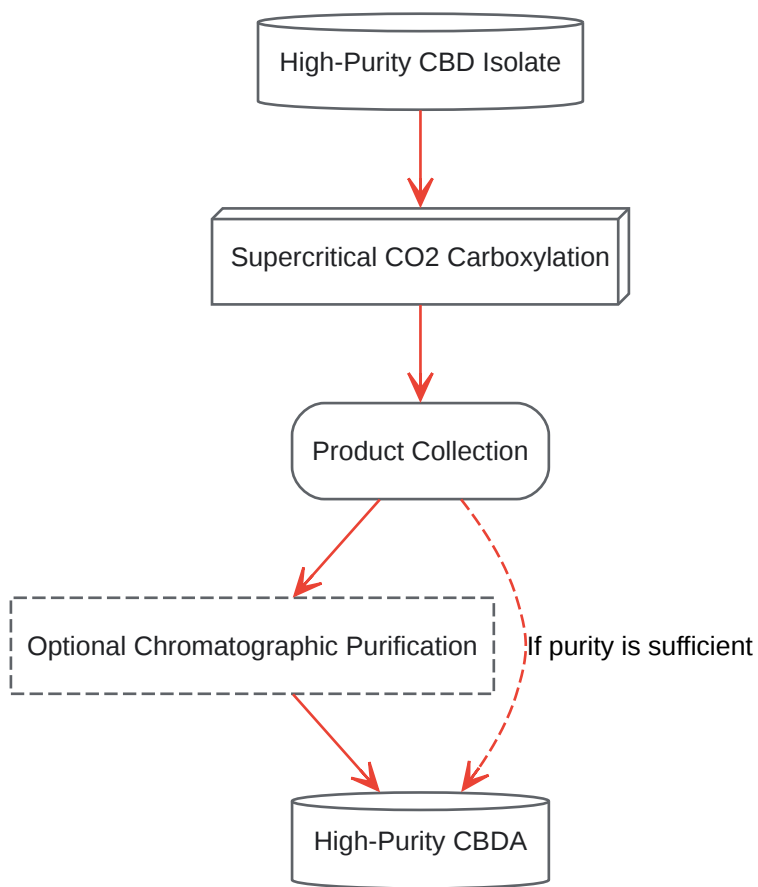 High-Purity CBD Isolate
Supercritical CO2 Carboxylation
Product Collection
Optional Chromatographic Purification
If purity is sufficient
High-Purity CBDA